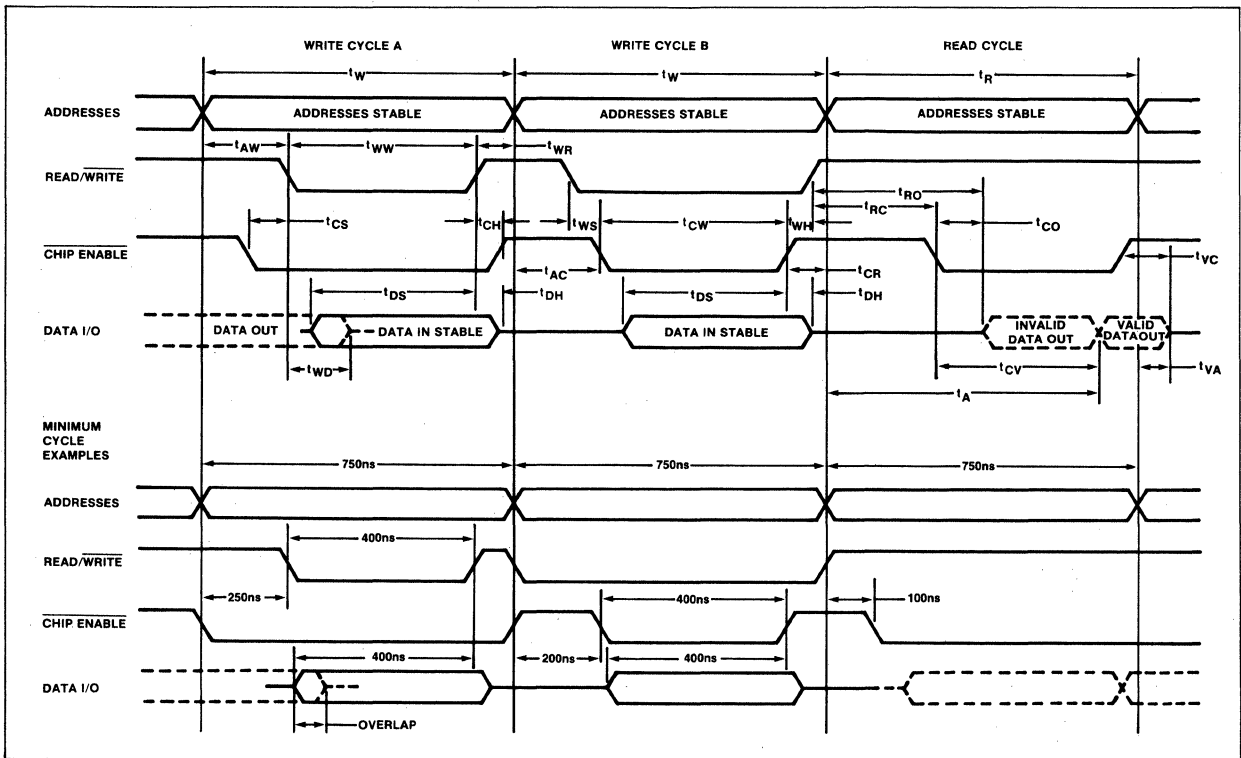 WRITE CYCLE A WRITE CYCLE B READ CYCLE
tW tW tR
ADDRESSES ADDRESSES STABLE ADDRESSES STABLE ADDRESSES STABLE
tAW tWW tWR
READ/WRITE
tRO
tRC
tCS tCH tWS tCW tWH tCO
CHIP ENABLE
tAC tCR tVC
tDS tDH tDS tDH
DATA I/O DATA OUT DATA IN STABLE DATA IN STABLE INVALID DATA OUT VALID DATA OUT
tWD tCV tVA
tA
MINIMUM
CYCLE
EXAMPLES
750ns 750ns 750ns
ADDRESSES
400ns
READ/WRITE
250ns 400ns 100ns
CHIP ENABLE
400ns 200ns 400ns
DATA I/O
OVERLAP